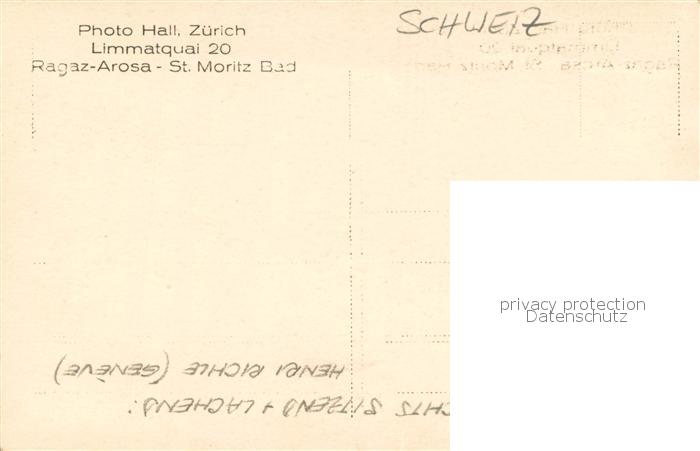 Photo Hall, Zürich
Limmatquai 20
Ragaz-Arosa - St. Moritz Bad
SCHWEIZ
privacy protection
Datenschutz
SITZEND + LACHEND:
HENRI RICHLE (GENÈVE)